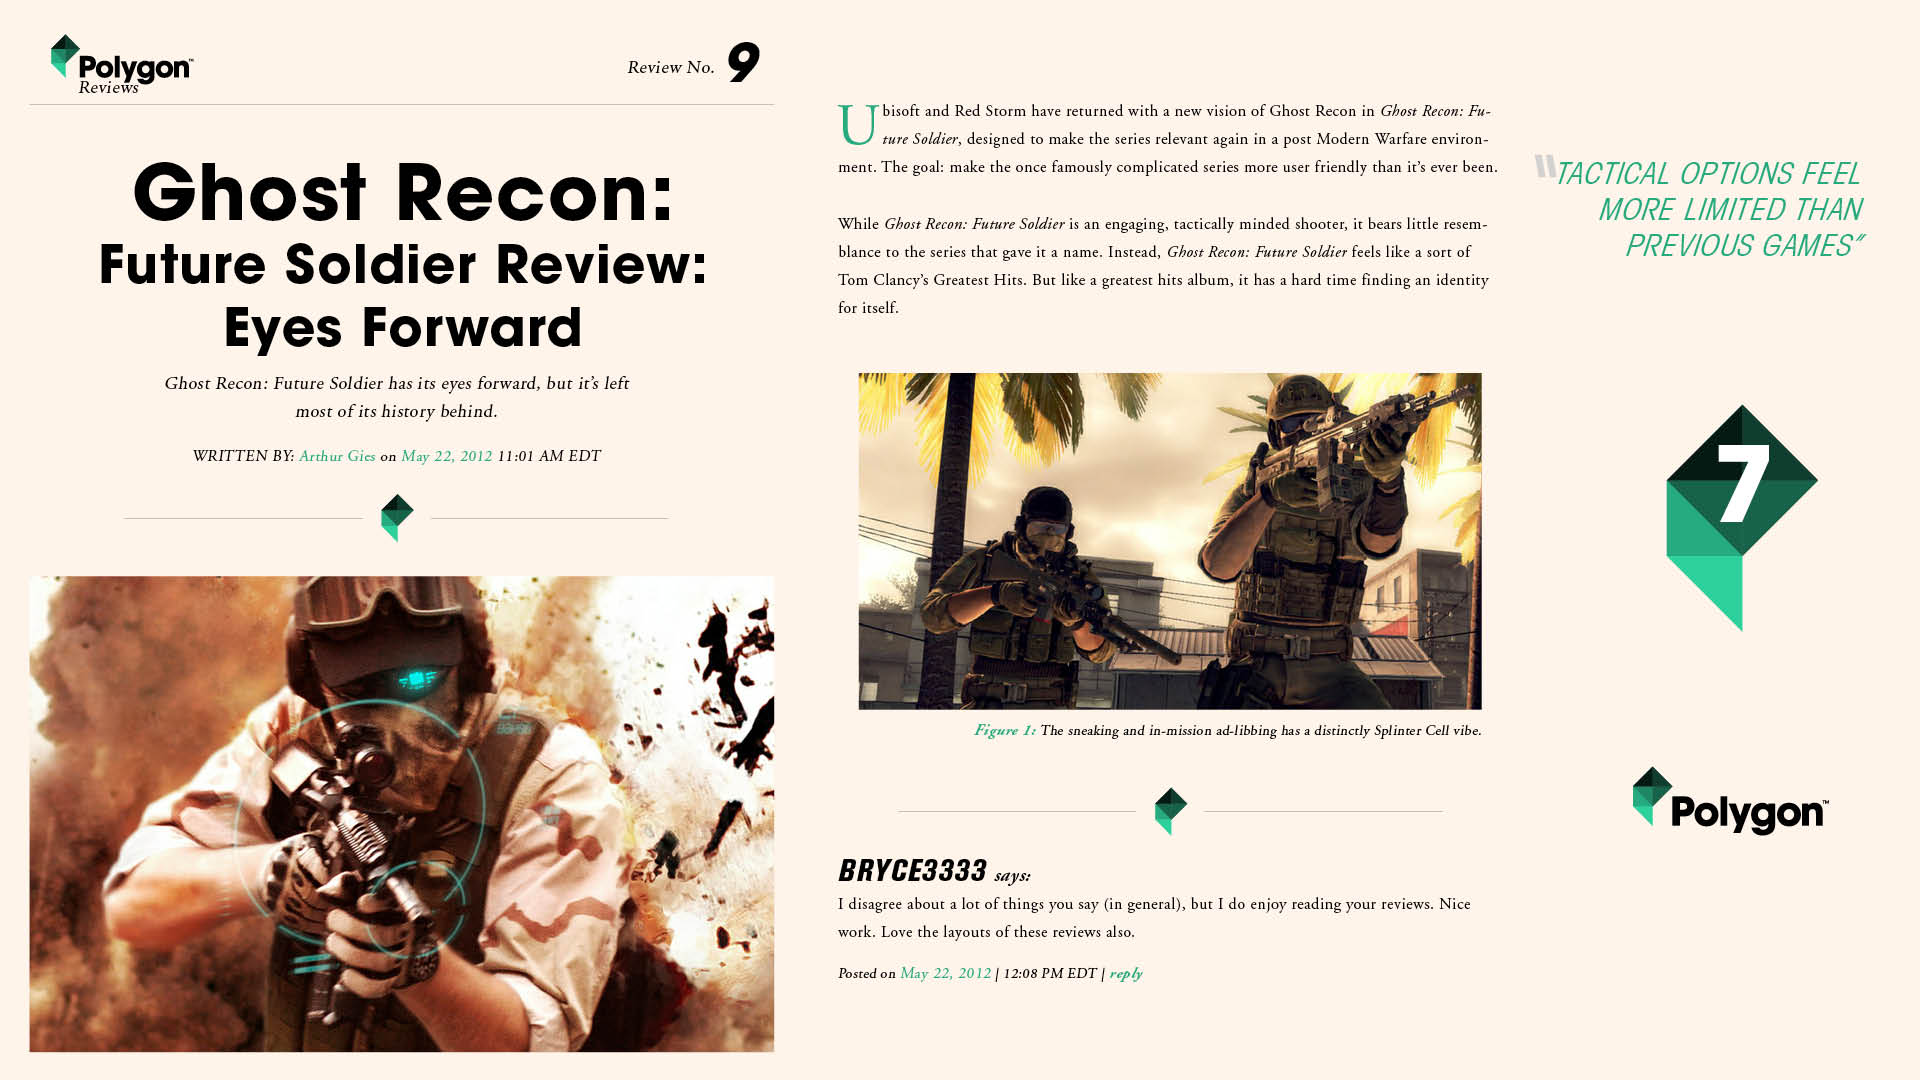 Polygon™
Reviews
Review No. 9
Ghost Recon:
Future Soldier Review:
Eyes Forward
Ghost Recon: Future Soldier has its eyes forward, but it’s left
most of its history behind.
WRITTEN BY: Arthur Gies on May 22, 2012 11:01 AM EDT
Ubisoft and Red Storm have returned with a new vision of Ghost Recon in Ghost Recon: Fu-
ture Soldier, designed to make the series relevant again in a post Modern Warfare environ-
ment. The goal: make the once famously complicated series more user friendly than it’s ever been.
While Ghost Recon: Future Soldier is an engaging, tactically minded shooter, it bears little resem-
blance to the series that gave it a name. Instead, Ghost Recon: Future Soldier feels like a sort of
Tom Clancy’s Greatest Hits. But like a greatest hits album, it has a hard time finding an identity
for itself.
Figure 1: The sneaking and in-mission ad-libbing has a distinctly Splinter Cell vibe.
BRYCE3333 says:
I disagree about a lot of things you say (in general), but I do enjoy reading your reviews. Nice
work. Love the layouts of these reviews also.
Posted on May 22, 2012 | 12:08 PM EDT | reply
"TACTICAL OPTIONS FEEL
MORE LIMITED THAN
PREVIOUS GAMES”
7
Polygon™